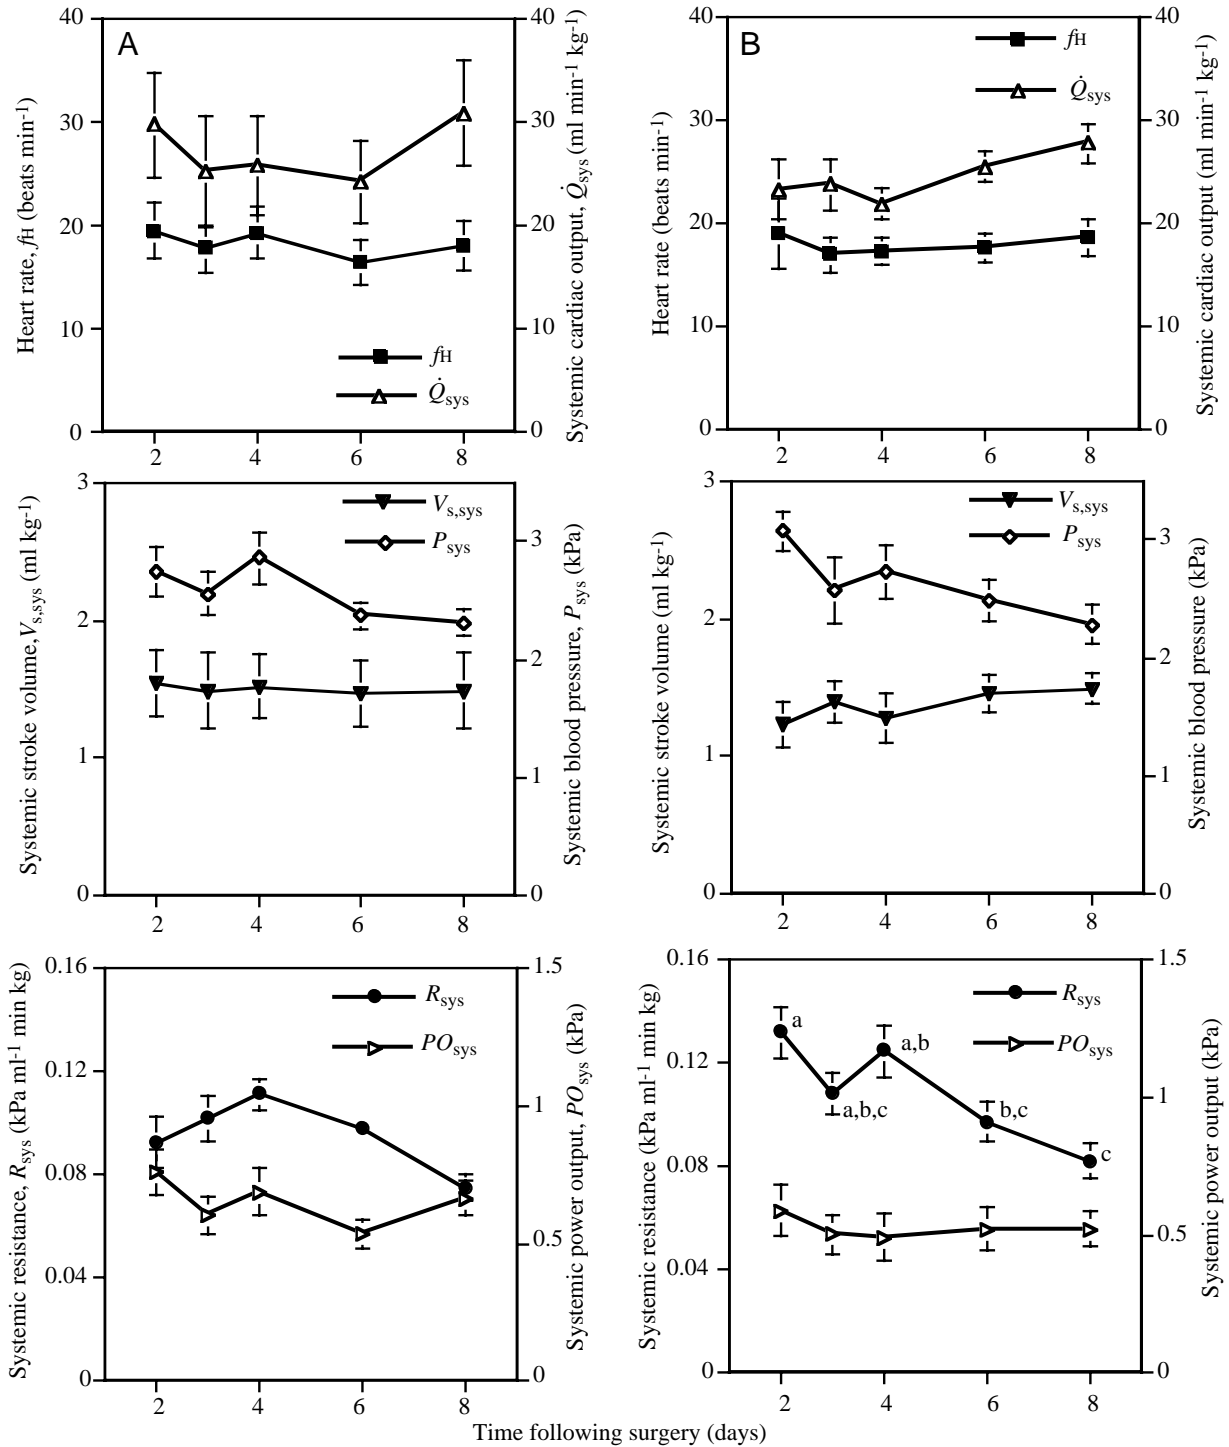 A
Heart rate, fH (beats min-1)
40
30
20
10
0
fH
Q̇sys
40
30
20
10
0
Systemic cardiac output, Q̇sys (ml min-1 kg-1)
2 4 6 8
B
Heart rate (beats min-1)
40
30
20
10
0
fH
Q̇sys
40
30
20
10
0
Systemic cardiac output (ml min-1 kg-1)
2 4 6 8
Systemic stroke volume, Vs,sys (ml kg-1)
3
2
1
0
Vs,sys
Psys
3
2
1
0
Systemic blood pressure, Psys (kPa)
2 4 6 8
Systemic stroke volume (ml kg-1)
3
2
1
0
Vs,sys
Psys
3
2
1
0
Systemic blood pressure (kPa)
2 4 6 8
Systemic resistance, Rsys (kPa ml-1 min kg)
0.16
0.12
0.08
0.04
0
Rsys
POsys
1.5
1
0.5
0
Systemic power output, POsys (kPa)
2 4 6 8
Systemic resistance (kPa ml-1 min kg)
0.16
0.12
0.08
0.04
0
Rsys
POsys
a
a,b
a,b,c
b,c
c
1.5
1
0.5
0
Systemic power output (kPa)
2 4 6 8
Time following surgery (days)